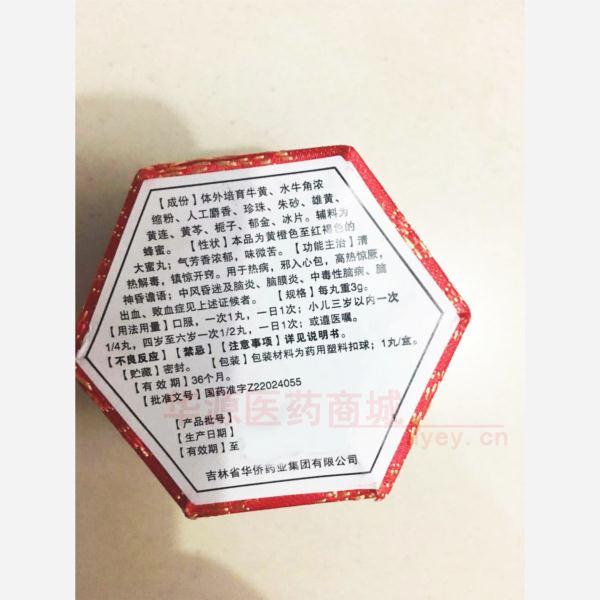 【成份】体外培育牛黄、水牛角浓
缩粉、人工麝香、珍珠、朱砂、雄黄、
黄连、黄芩、栀子、郁金、冰片。辅料为
蜂蜜。【性状】本品为黄橙色至红褐色的
大蜜丸；气芳香浓郁，味微苦。【功能主治】清
热解毒，镇惊开窍。用于热病，邪入心包，高热惊厥，
神昏谵语；中风昏迷及脑炎、脑膜炎、中毒性脑病、脑
出血、败血症见上述证候者。【规格】每丸重3g。
【用法用量】口服，一次1丸，一日1次；小儿三岁以内一次
1/4丸，四岁至六岁一次1/2丸，一日1次；或遵医嘱。
【不良反应】【禁忌】【注意事项】详见说明书。
【贮藏】密封。【包装】包装材料为药用塑料扣球；1丸/盒。
【有效期】36个月。
【批准文号】国药准字Z22024055
华源医药商城
yey.cn
【产品批号】
【生产日期】
【有效期】至
吉林省华侨药业集团有限公司